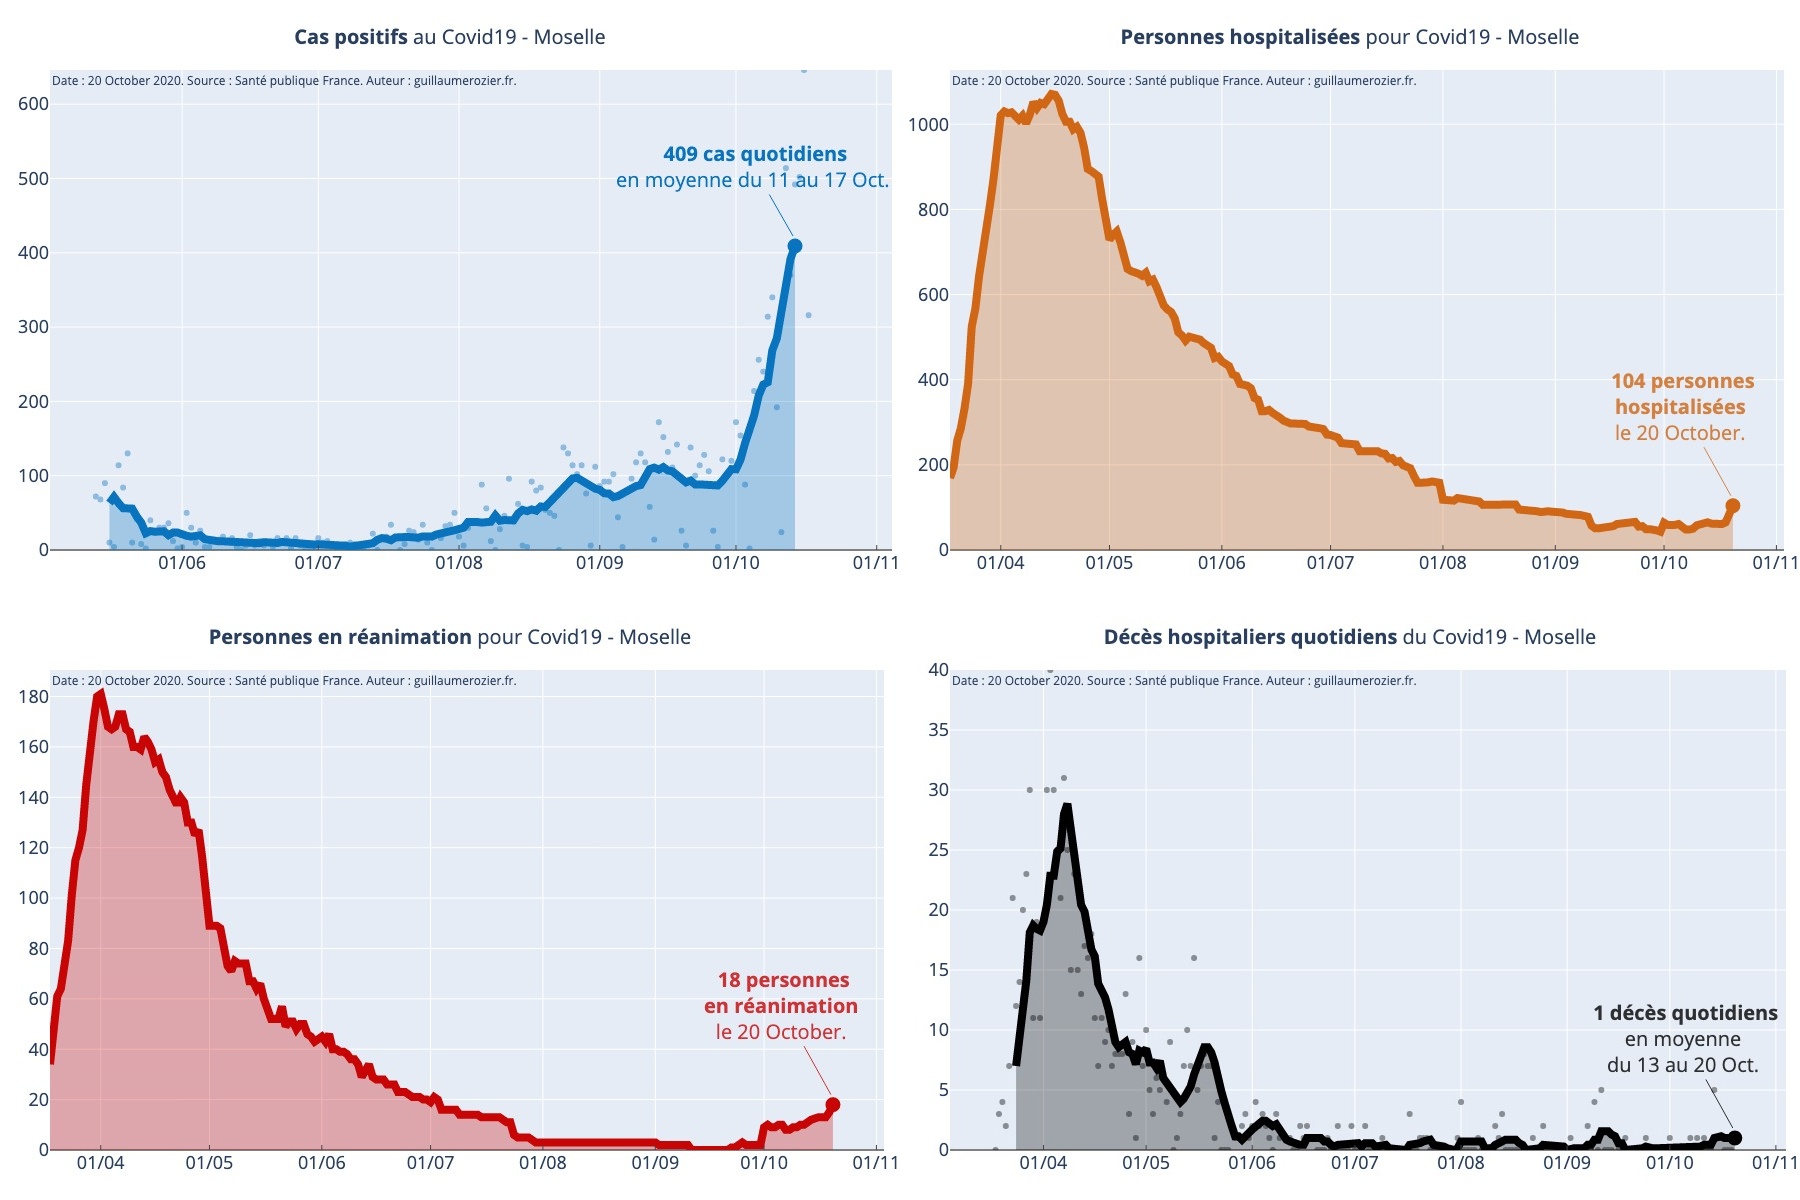 Cas positifs au Covid19 - Moselle
Date : 20 October 2020. Source : Santé publique France. Auteur : guillaumerozier.fr.
600
500
400
300
200
100
0
409 cas quotidiens
en moyenne du 11 au 17 Oct.
01/06 01/07 01/08 01/09 01/10 01/11
Personnes hospitalisées pour Covid19 - Moselle
Date : 20 October 2020. Source : Santé publique France. Auteur : guillaumerozier.fr.
1000
800
600
400
200
0
104 personnes
hospitalisées
le 20 October.
01/04 01/05 01/06 01/07 01/08 01/09 01/10 01/11
Personnes en réanimation pour Covid19 - Moselle
Date : 20 October 2020. Source : Santé publique France. Auteur : guillaumerozier.fr.
180
160
140
120
100
80
60
40
20
0
18 personnes
en réanimation
le 20 October.
01/04 01/05 01/06 01/07 01/08 01/09 01/10 01/11
Décès hospitaliers quotidiens du Covid19 - Moselle
Date : 20 October 2020. Source : Santé publique France. Auteur : guillaumerozier.fr.
40
35
30
25
20
15
10
5
0
1 décès quotidiens
en moyenne
du 13 au 20 Oct.
01/04 01/05 01/06 01/07 01/08 01/09 01/10 01/11